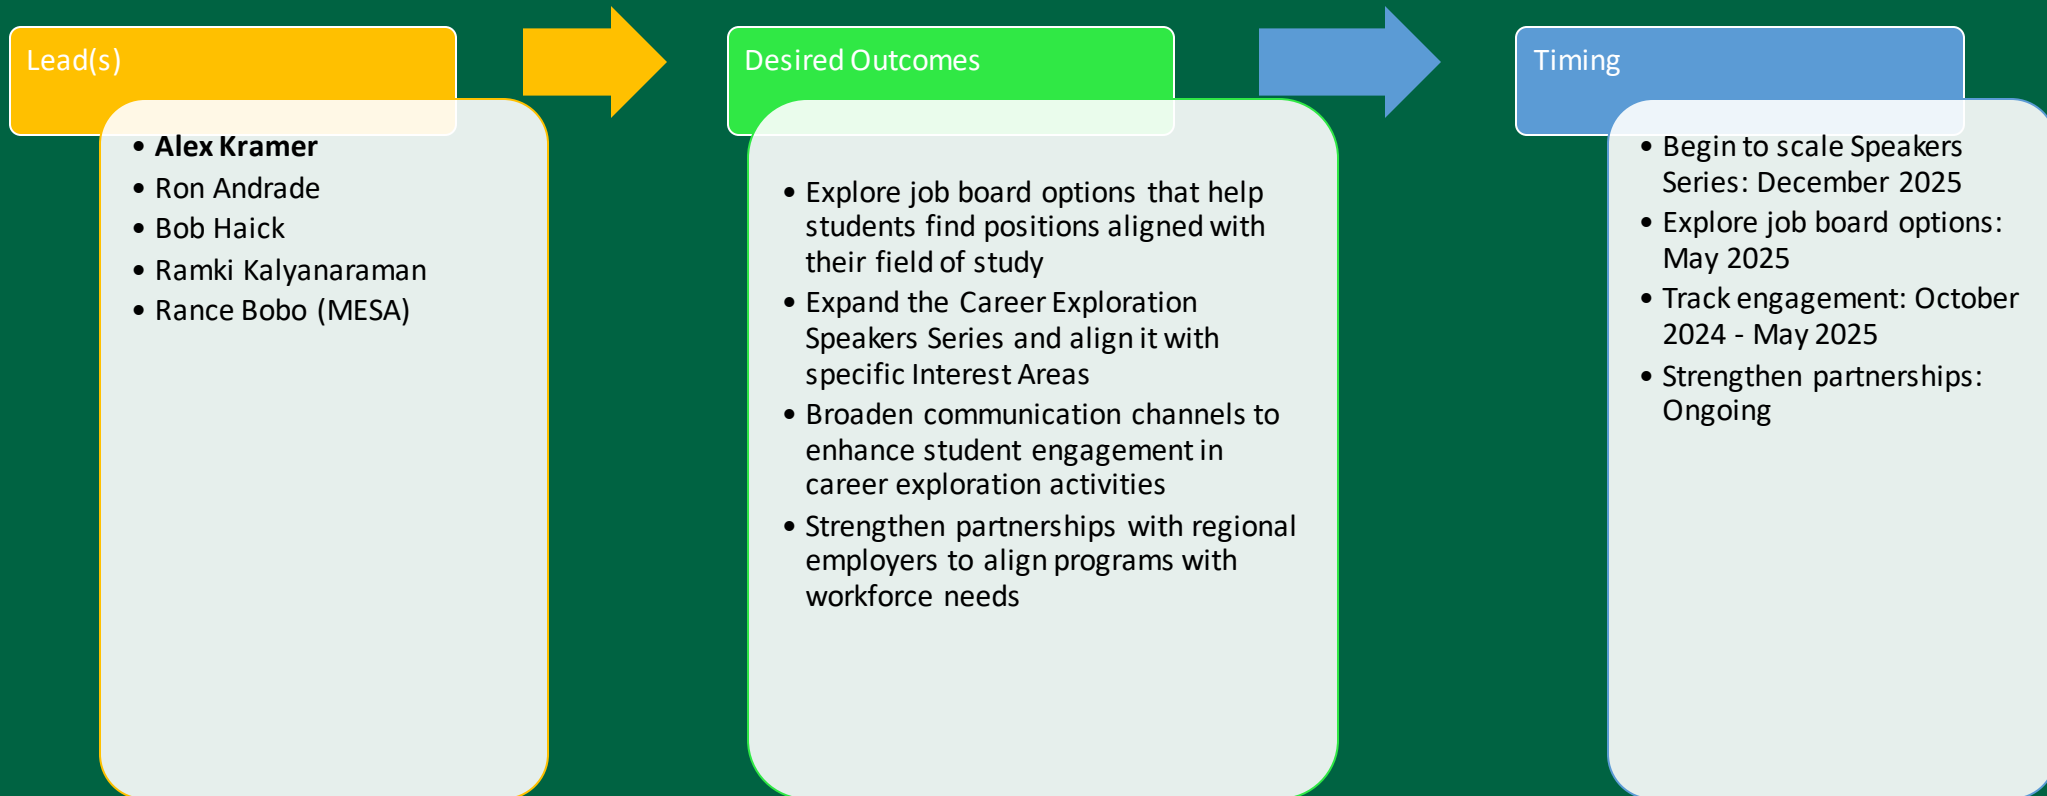 Lead(s)
• Alex Kramer
• Ron Andrade
• Bob Haick
• Ramki Kalyanaraman
• Rance Bobo (MESA)
Desired Outcomes
• Explore job board options that help
students find positions aligned with
their field of study
• Expand the Career Exploration
Speakers Series and align it with
specific Interest Areas
• Broaden communication channels to
enhance student engagement in
career exploration activities
• Strengthen partnerships with regional
employers to align programs with
workforce needs
Timing
• Begin to scale Speakers
Series: December 2025
• Explore job board options:
May 2025
• Track engagement: October
2024 - May 2025
• Strengthen partnerships:
Ongoing